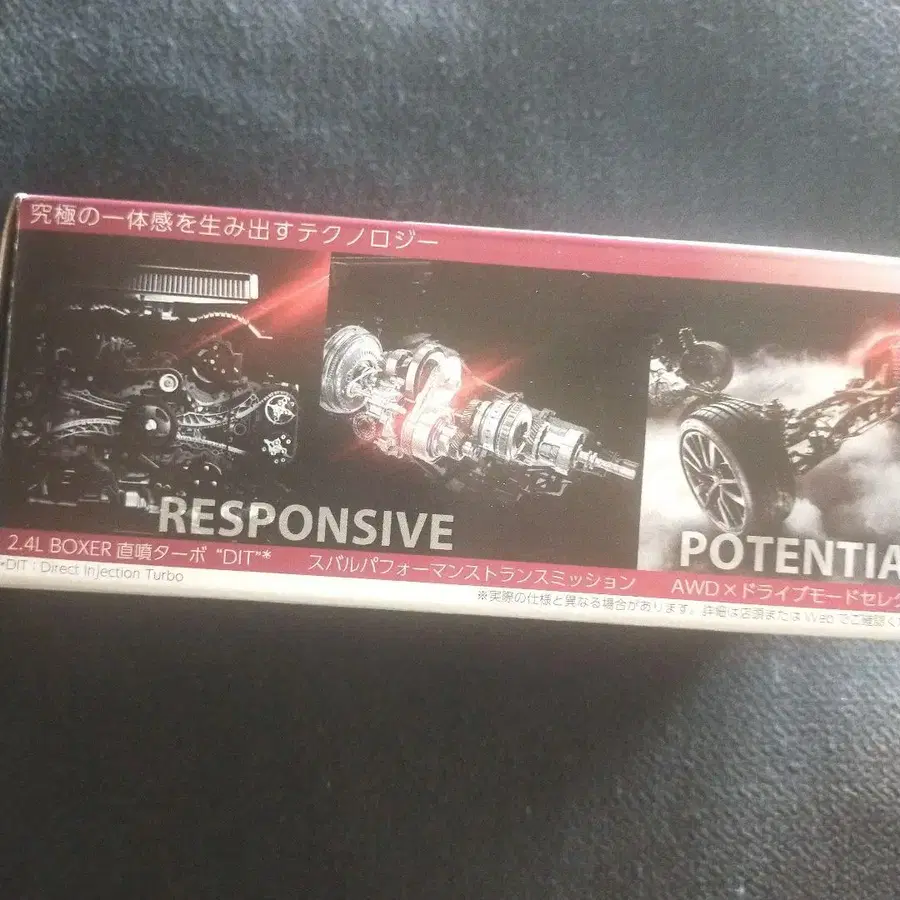 究極の一体感を生み出すテクノロジー
RESPONSIVE
POTENTIA
2.4L BOXER 直噴ターボ "DIT"*
スバルパフォーマンストランスミッション
AWD×ドライブモードセレ
*DIT：Direct Injection Turbo
※実際の仕様と異なる場合があります。詳細は店頭または Web でご確認く